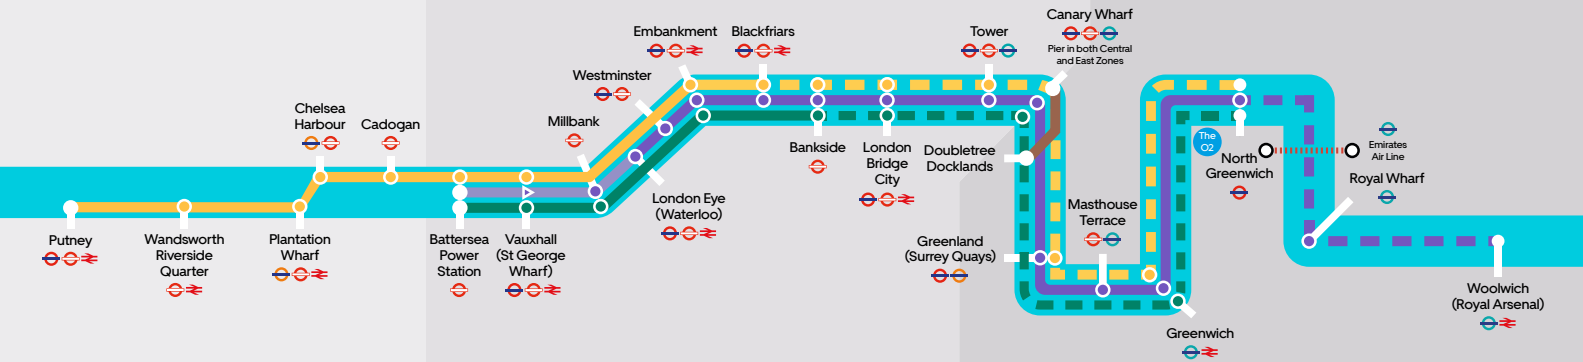 Putney
Wandsworth
Riverside
Quarter
Chelsea
Harbour
Plantation
Wharf
Cadogan
Battersea
Power
Station
Vauxhall
(St George
Wharf)
Millbank
Westminster
London Eye
(Waterloo)
Embankment
Blackfriars
Bankside
London
Bridge
City
Tower
Canary Wharf
Pier in both Central
and East Zones
Doubletree
Docklands
Greenland
(Surrey Quays)
Masthouse
Terrace
Greenwich
The
O2
North
Greenwich
Emirates
Air Line
Royal Wharf
Woolwich
(Royal Arsenal)